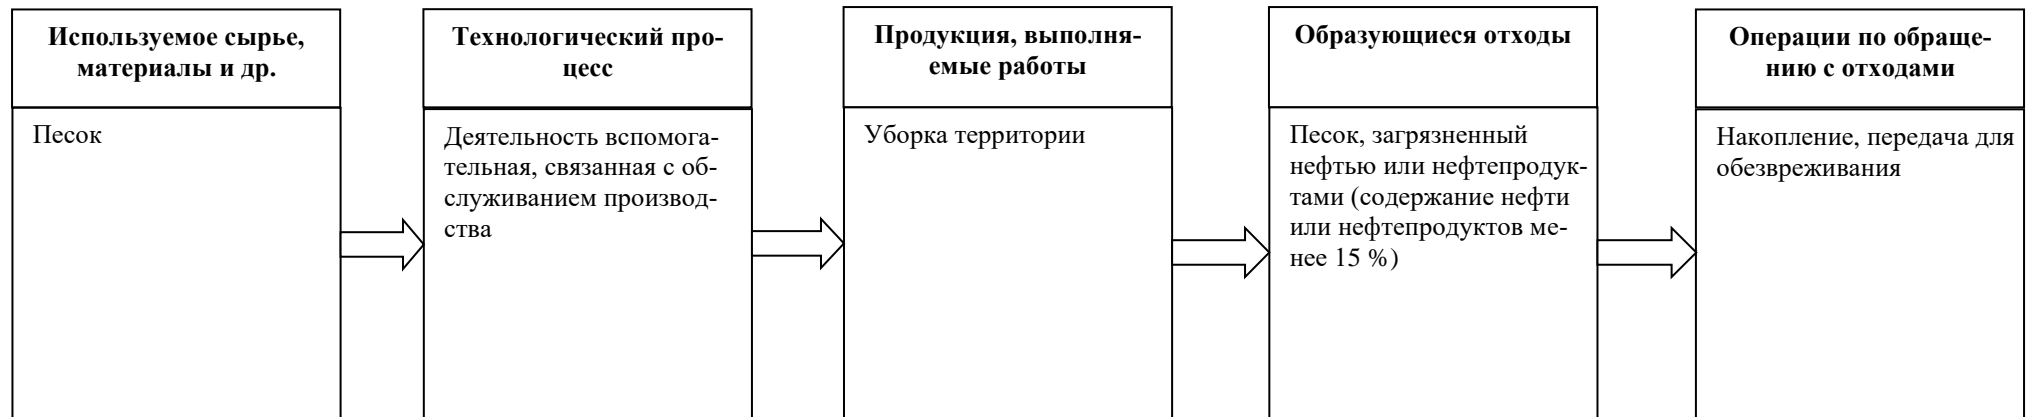 Используемое сырье,
материалы и др.
Песок
Технологический про-
цесс
Деятельность вспомога-
тельная, связанная с об-
служиванием производ-
ства
Продукция, выполня-
емые работы
Уборка территории
Образующиеся отходы
Песок, загрязненный
нефтью или нефтепродук-
тами (содержание нефти
или нефтепродуктов ме-
нее 15 %)
Операции по обраще-
нию с отходами
Накопление, передача для
обезвреживания